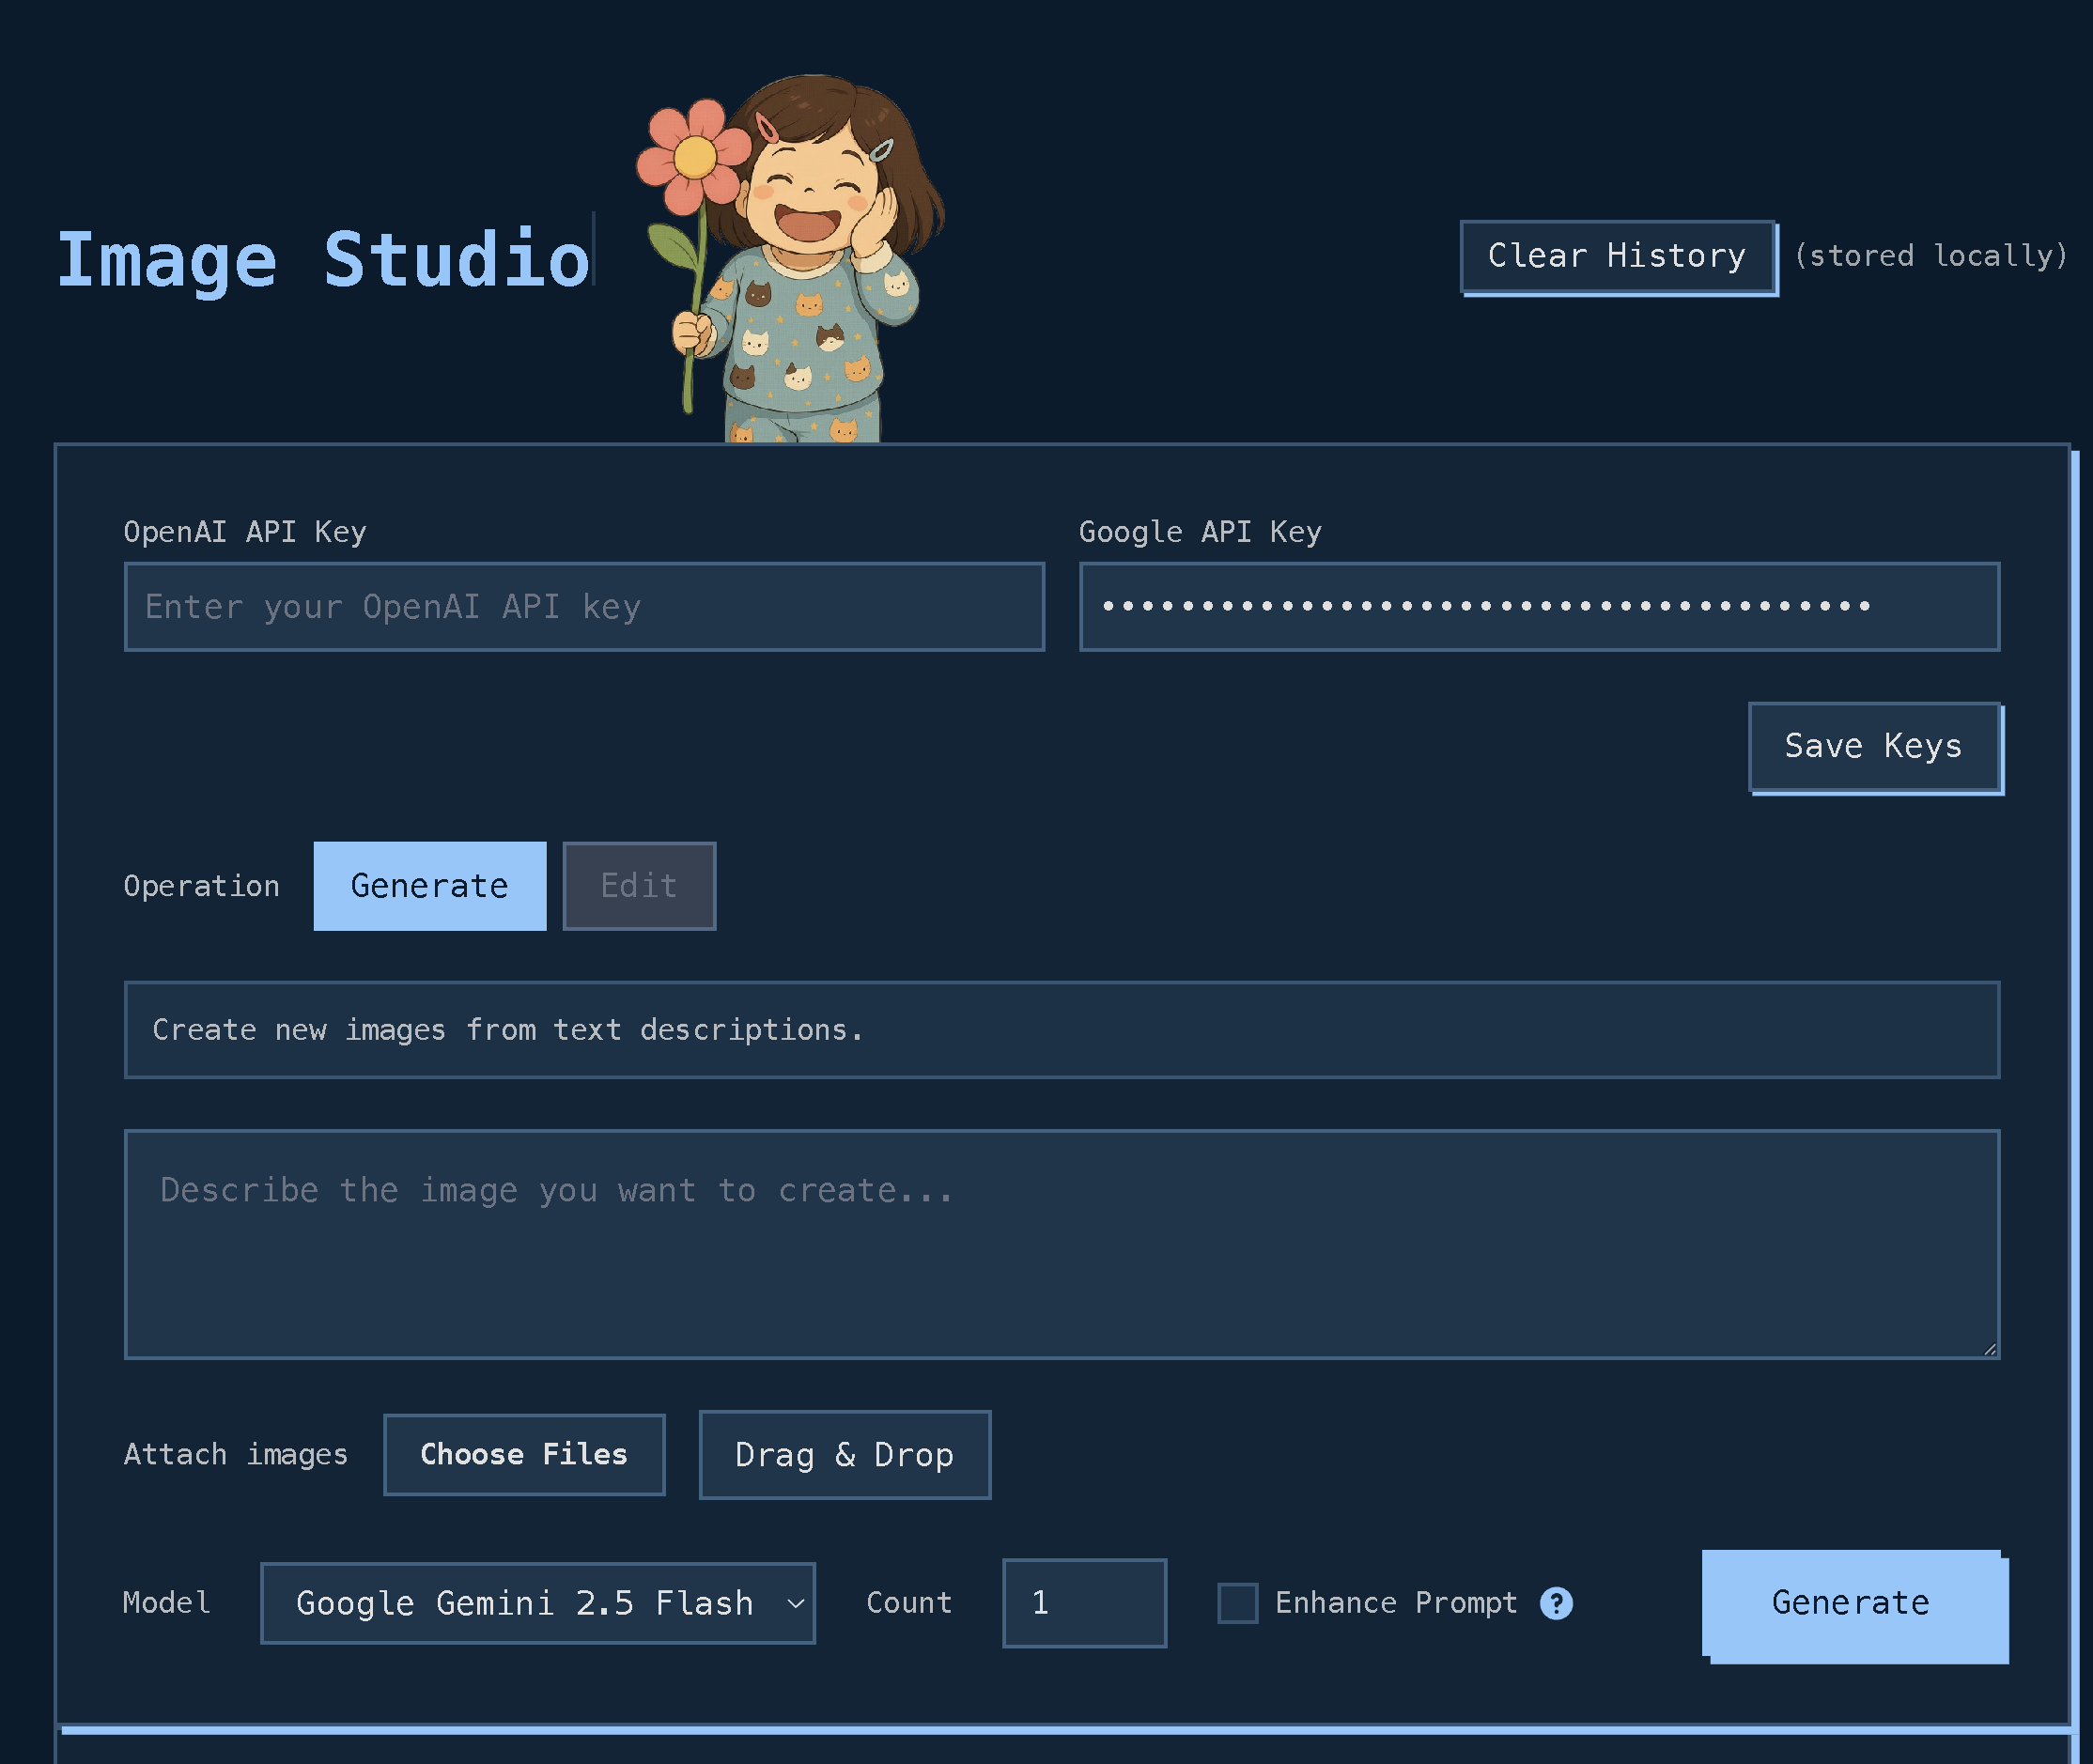 Image Studio
Clear History (stored locally)
OpenAI API Key
Google API Key
Enter your OpenAI API key
••••••••••••••••••••••••••••••••••••••
Save Keys
Operation Generate Edit
Create new images from text descriptions.
Describe the image you want to create...
Attach images Choose Files Drag & Drop
Model Google Gemini 2.5 Flash Count 1 Enhance Prompt ? Generate